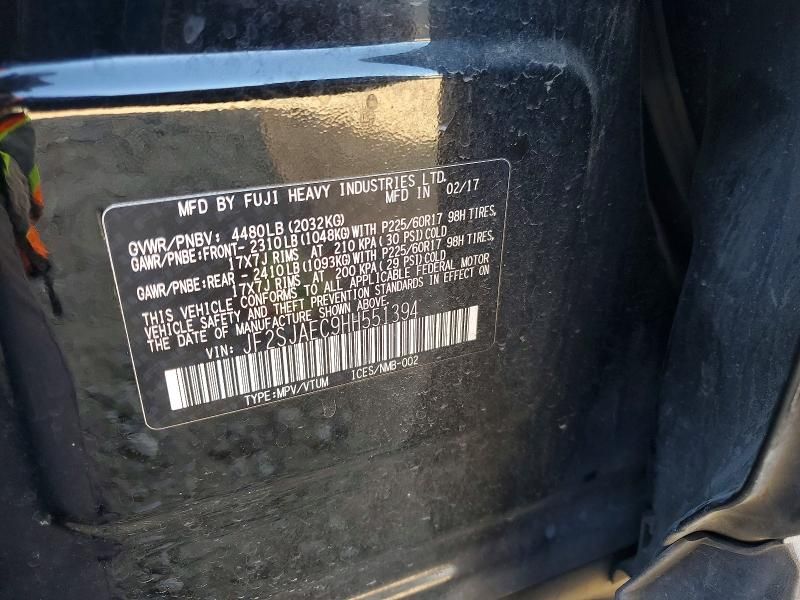 MFD BY FUJI HEAVY INDUSTRIES LTD.
MFD IN 02/17
GVWR/PNBV: 4480LB (2032KG)
GAWR/PNBE:FRONT- 2310LB (1048KG) WITH P225/60R17 98H TIRES,
17X7J RIMS AT 210 KPA (30 PSI) COLD
GAWR/PNBE:REAR - 2410LB (1093KG) WITH P225/60R17 98H TIRES,
17X7J RIMS AT 200 KPA (29 PSI) COLD
THIS VEHICLE CONFORMS TO ALL APPLICABLE FEDERAL MOTOR
VEHICLE SAFETY AND THEFT PREVENTION STANDARDS IN EFFECT ON
THE DATE OF MANUFACTURE SHOWN ABOVE.
VIN: JF2SJAEC9HH551394
TYPE:MPV/VTUM ICES/NMB-002